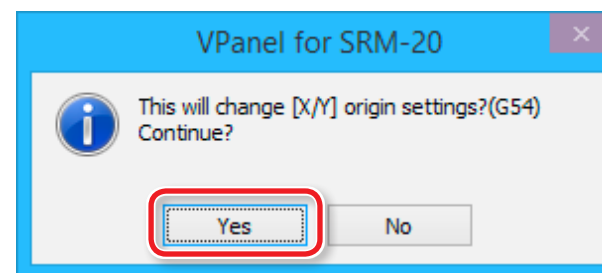 VPanel for SRM-20
This will change [X/Y] origin settings?(G54)
Continue?
Yes
No